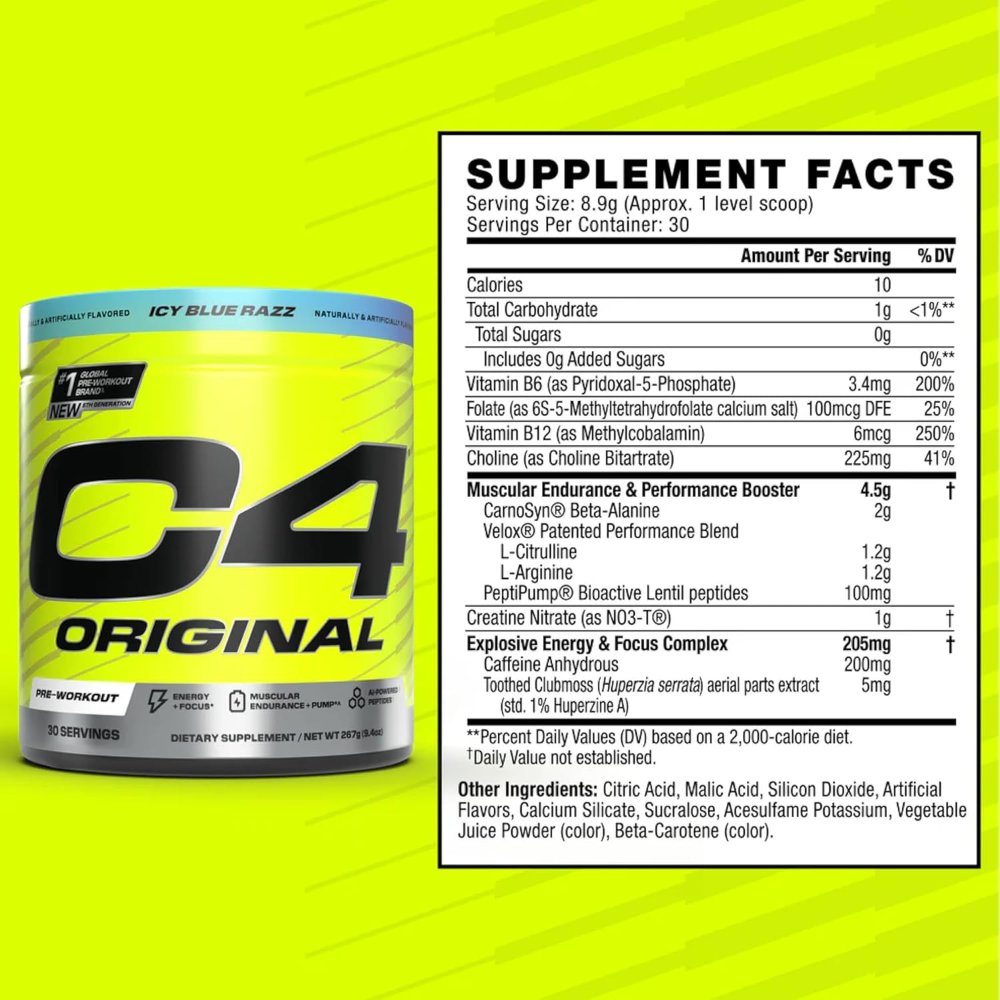 LLY & ARTIFICIALLY FLAVORED ICY BLUE RAZZ NATURALLY & ARTIFICIALLY
#1 GLOBAL
PRE-WORKOUT
BRAND
NEW 5TH GENERATION
C4
ORIGINAL
PRE-WORKOUT
ENERGY
+ FOCUS*
MUSCULAR
ENDURANCE + PUMP*^
AI-POWERED
PEPTIDES
30 SERVINGS
DIETARY SUPPLEMENT / NET WT 267g (9.4oz)
SUPPLEMENT FACTS
Serving Size: 8.9g (Approx. 1 level scoop)
Servings Per Container: 30
Amount Per Serving %DV
Calories 10
Total Carbohydrate 1g <1%**
Total Sugars 0g
Includes 0g Added Sugars 0%**
Vitamin B6 (as Pyridoxal-5-Phosphate) 3.4mg 200%
Folate (as 6S-5-Methyltetrahydrofolate calcium salt) 100mcg DFE 25%
Vitamin B12 (as Methylcobalamin) 6mcg 250%
Choline (as Choline Bitartrate) 225mg 41%
Muscular Endurance & Performance Booster 4.5g †
CarnoSyn® Beta-Alanine 2g
Velox® Patented Performance Blend
L-Citrulline 1.2g
L-Arginine 1.2g
PeptiPump® Bioactive Lentil peptides 100mg
Creatine Nitrate (as NO3-T®) 1g †
Explosive Energy & Focus Complex 205mg †
Caffeine Anhydrous 200mg
Toothed Clubmoss (Huperzia serrata) aerial parts extract 5mg
(std. 1% Huperzine A)
**Percent Daily Values (DV) based on a 2,000-calorie diet.
†Daily Value not established.
Other Ingredients: Citric Acid, Malic Acid, Silicon Dioxide, Artificial
Flavors, Calcium Silicate, Sucralose, Acesulfame Potassium, Vegetable
Juice Powder (color), Beta-Carotene (color).